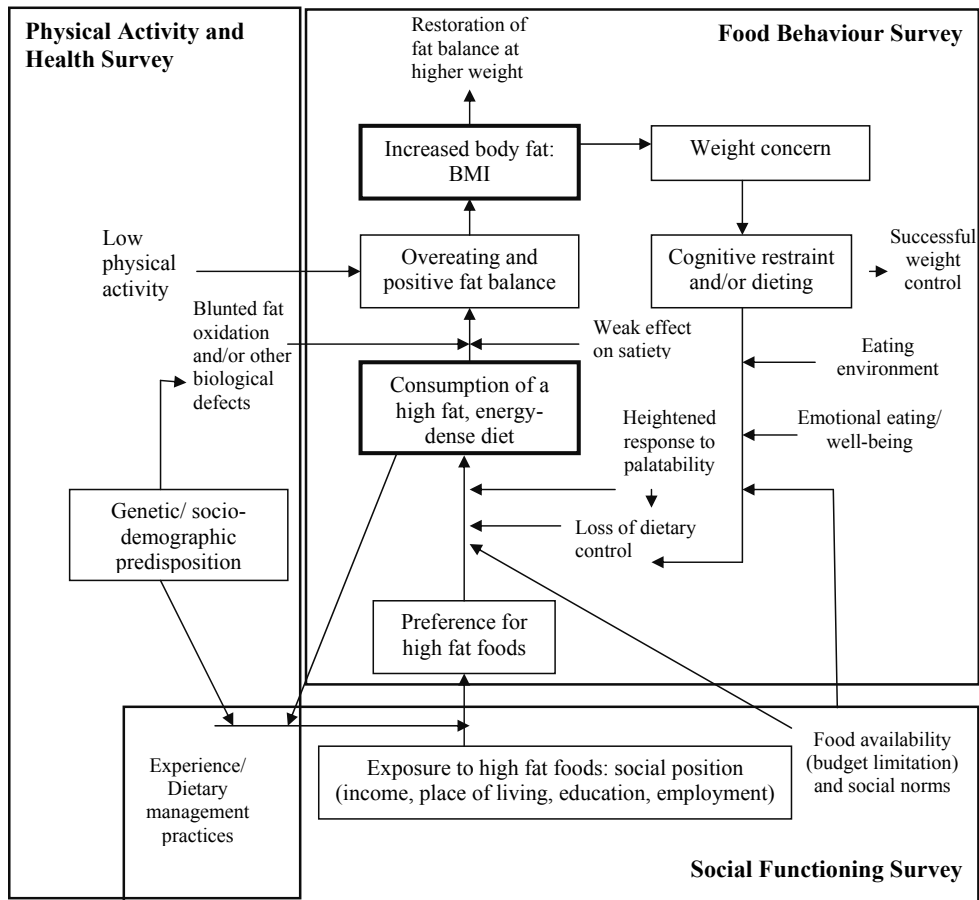 Physical Activity and
Health Survey
Restoration of
fat balance at
higher weight
Food Behaviour Survey
Increased body fat:
BMI
Weight concern
Low
physical
activity
Overeating and
positive fat balance
Cognitive restraint
and/or dieting
Successful
weight
control
Blunted fat
oxidation
and/or other
biological
defects
Weak effect
on satiety
Eating
environment
Consumption of a
high fat, energy-
dense diet
Heightened
response to
palatability
Emotional eating/
well-being
Genetic/ socio-
demographic
predisposition
Loss of dietary
control
Preference for
high fat foods
Experience/
Dietary
management
practices
Exposure to high fat foods: social position
(income, place of living, education, employment)
Food availability
(budget limitation)
and social norms
Social Functioning Survey